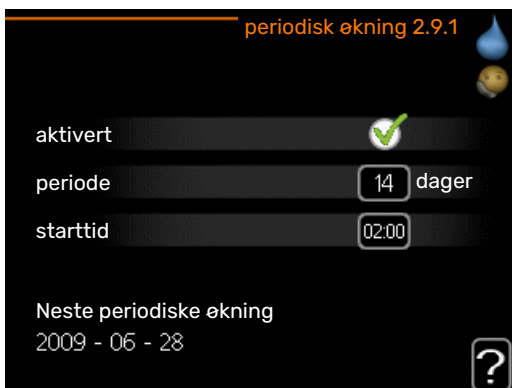 periodisk økning 2.9.1
aktivert
periode 14 dager
starttid 02:00
Neste periodiske økning
2009 - 06 - 28
?